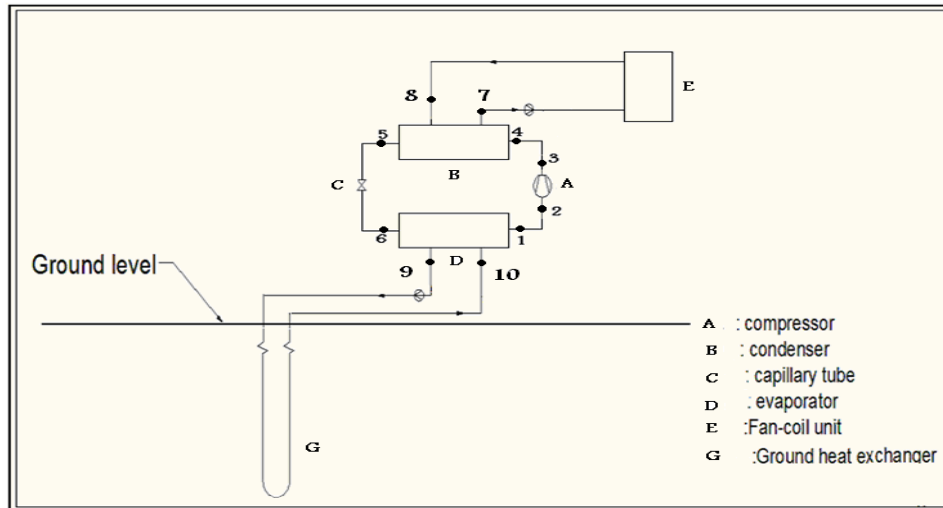 E
8
7
5
4
3
B
C
A
2
6
1
9
D
10
Ground level
G
A : compressor
B : condenser
C : capillary tube
D : evaporator
E :Fan-coil unit
G :Ground heat exchanger